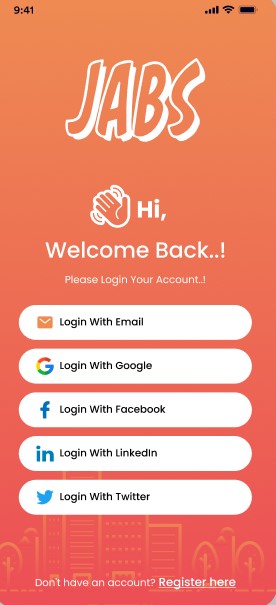 9:41
JABS
Hi,
Welcome Back..!
Please Login Your Account..!
Login With Email
Login With Google
Login With Facebook
Login With LinkedIn
Login With Twitter
Don't have an account? Register here